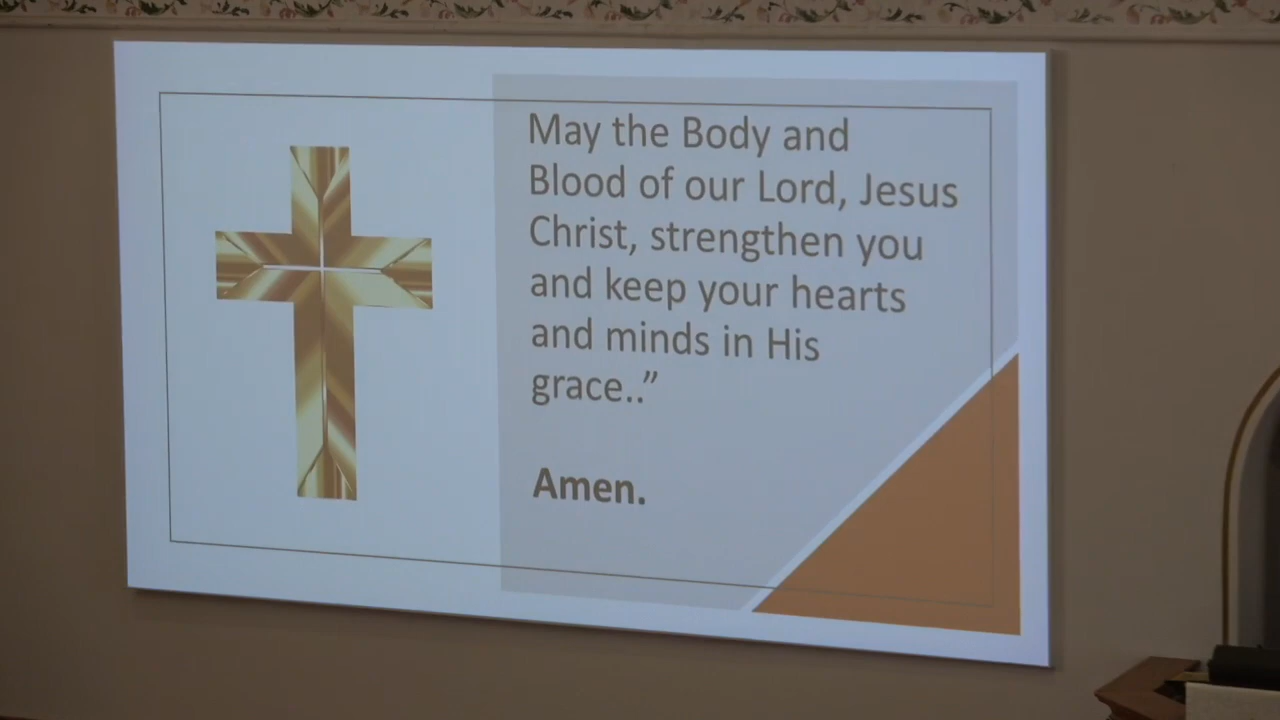 May the Body and
Blood of our Lord, Jesus
Christ, strengthen you
and keep your hearts
and minds in His
grace..”
Amen.